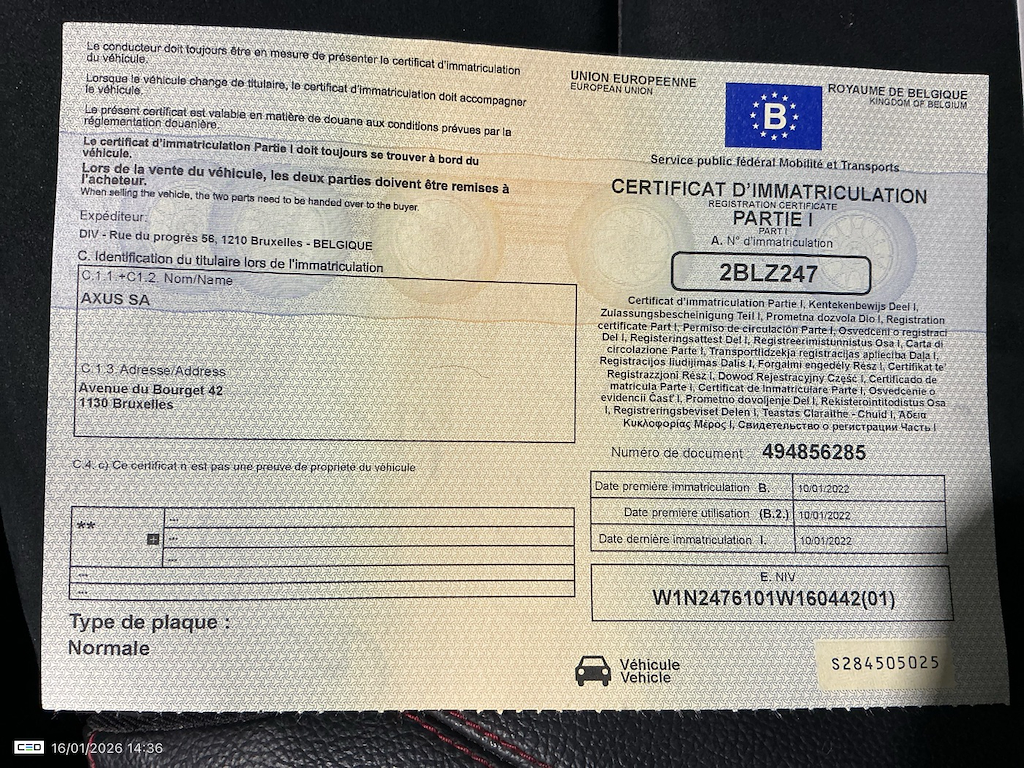 Le conducteur doit toujours être en mesure de présenter le certificat d'immatriculation
du véhicule.
Lorsque le véhicule change de titulaire, le certificat d'immatriculation doit accompagner
le véhicule.
Le présent certificat est valable en matière de douane aux conditions prévues par la
réglementation douanière.
Le certificat d'immatriculation Partie I doit toujours se trouver à bord du
véhicule.
Lors de la vente du véhicule, les deux parties doivent être remises à
l'acheteur.
When selling the vehicle, the two parts need to be handed over to the buyer.
Expéditeur:
DIV - Rue du progrès 56, 1210 Bruxelles - BELGIQUE
C. Identification du titulaire lors de l'immatriculation
C.1.1.+C1.2. Nom/Name
AXUS SA
C.1.3. Adresse/Address
Avenue du Bourget 42
1130 Bruxelles
C.4. c) Ce certificat n'est pas une preuve de propriété du véhicule
**
---
---
---
---
---
Type de plaque :
Normale
UNION EUROPEENNE
EUROPEAN UNION
B
ROYAUME DE BELGIQUE
KINGDOM OF BELGIUM
Service public fédéral Mobilité et Transports
CERTIFICAT D'IMMATRICULATION
REGISTRATION CERTIFICATE
PARTIE I
PART I
A. N° d'immatriculation
2BLZ247
Certificat d'immatriculation Partie I, Kentekenbewijs Deel I,
Zulassungsbescheinigung Teil I, Prometna dozvola Dio I, Registration
certificate Part I, Permiso de circulación Parte I, Osvedceni o registraci
Del I, Registeringsattest Del I, Registreerimistunnistus Osa I, Carta di
circolazione Parte I, Transportlidzekja registracijas apliecïba Daļa I,
Registracijos liudijimas Dalis I, Forgalmi engedély Rész I, Certifikat te'
Registrazzjoni Rész I, Dowod Rejestracyjny Część I, Certificado de
matricula Parte I, Certificat de Inmatriculare Parte I, Osvedčenie o
evidencii Časť I, Prometno dovoljenje Del I, Rekisterointitodistus Osa
I, Registreringsbeviset Delen I, Teastas Claraithe - Chuid I, Άδεια
Κυκλοφορίας Μέρος I, Свидетельство о регистрации Часть I
Numéro de document 494856285
Date première immatriculation B. 10/01/2022
Date première utilisation (B.2.) 10/01/2022
Date dernière immatriculation I. 10/01/2022
E. NIV
W1N2476101W160442(01)
Véhicule
Vehicle
S284505025
CEO 16/01/2026 14:36